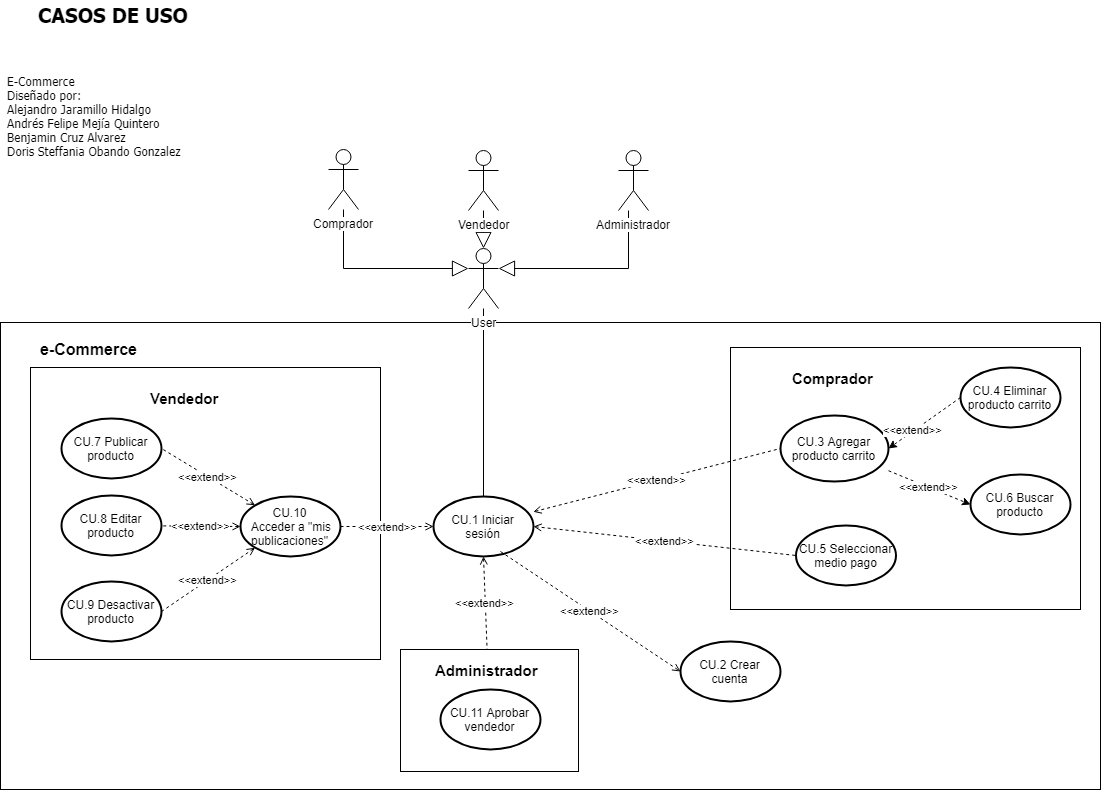 CASOS DE USO
E-Commerce
Diseñado por:
Alejandro Jaramillo Hidalgo
Andrés Felipe Mejía Quintero
Benjamin Cruz Alvarez
Doris Steffania Obando Gonzalez
Comprador
Vendedor
Administrador
User
e-Commerce
Vendedor
CU.7 Publicar
producto
<<extend>>
CU.8 Editar
producto
<<extend>>
CU.9 Desactivar
producto
<<extend>>
CU.10
Acceder a "mis
publicaciones"
<<extend>>
CU.1 Iniciar
sesión
Comprador
CU.4 Eliminar
producto carrito
<<extend>>
CU.3 Agregar
producto carrito
<<extend>>
<<extend>>
CU.6 Buscar
producto
<<extend>>
CU.5 Seleccionar
medio pago
<<extend>>
<<extend>>
CU.2 Crear
cuenta
Administrador
CU.11 Aprobar
vendedor